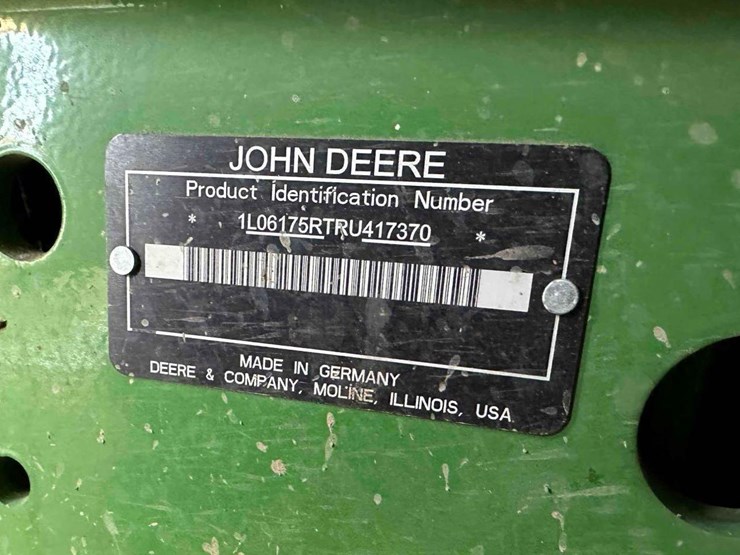 JOHN DEERE
Product Identification Number
* 1L06175RTRU417370 *
MADE IN GERMANY
DEERE & COMPANY, MOLINE, ILLINOIS, USA